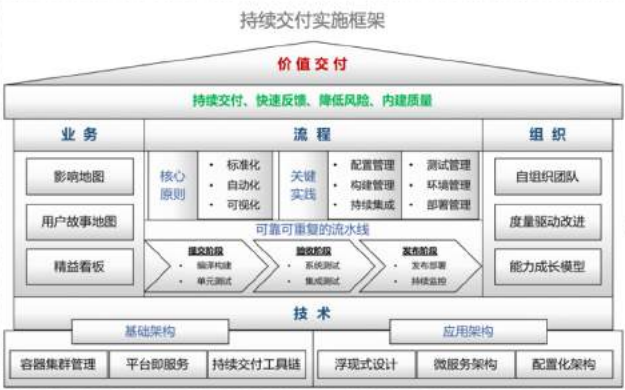 持续交付实施框架
价值交付
持续交付、快速反馈、降低风险、内建质量
业务
影响地图
用户故事地图
精益看板
流程
核心
原则
• 标准化
• 自动化
• 可视化
关键
实践
• 配置管理
• 构建管理
• 持续集成
• 测试管理
• 环境管理
• 部署管理
可靠可重复的流水线
提交阶段
• 编译构建
• 单元测试
验收阶段
• 系统测试
• 集成测试
发布阶段
• 发布部署
• 持续监控
组织
自组织团队
度量驱动改进
能力成长模型
技术
基础架构
容器集群管理
平台即服务
持续交付工具链
应用架构
浮现式设计
微服务架构
配置化架构